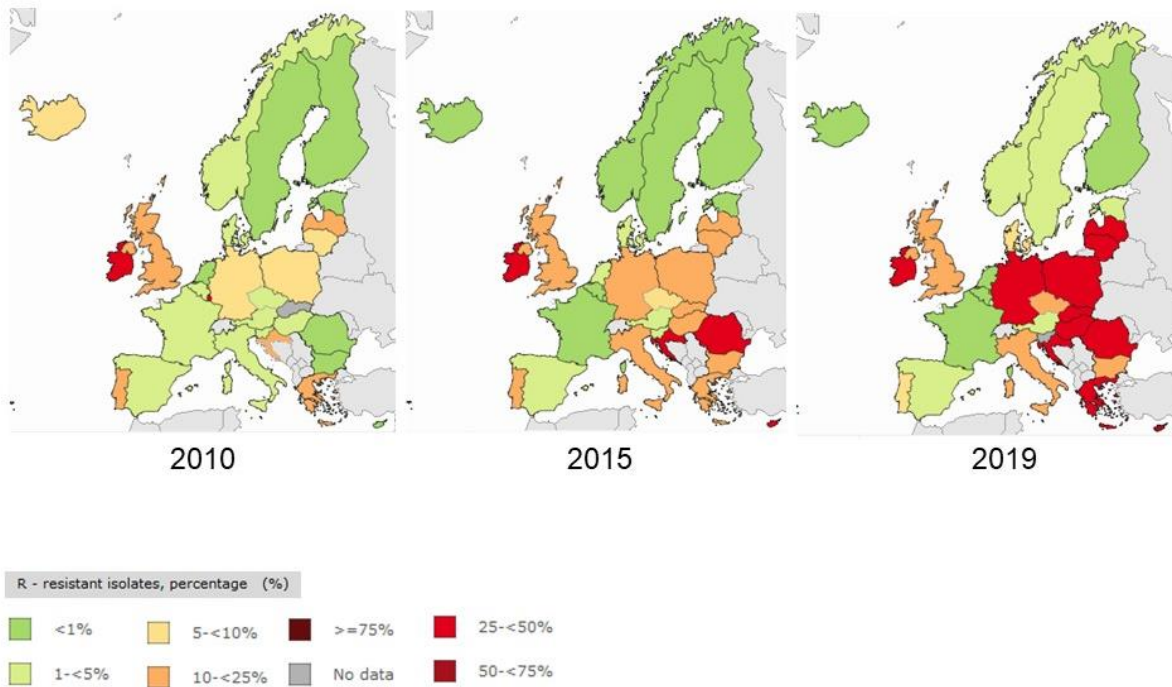 2010 2015 2019
R - resistant isolates, percentage (%)
<1% 5-<10% >=75% 25-<50%
1-<5% 10-<25% No data 50-<75%